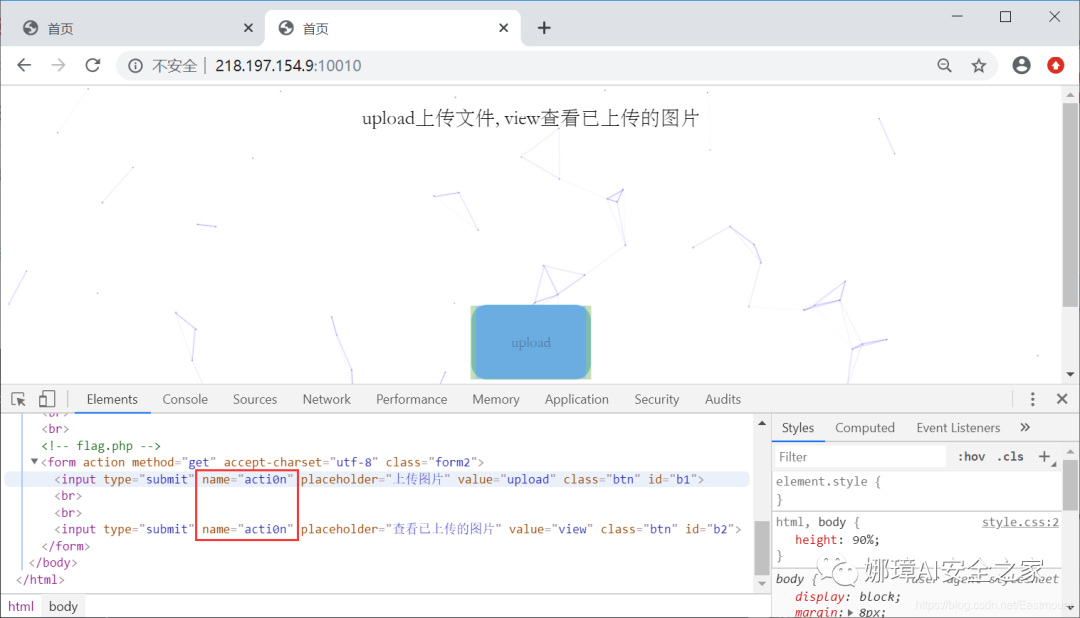 首页
首页
不安全 | 218.197.154.9:10010
upload上传文件, view查看已上传的图片
upload
Elements Console Sources Network Performance Memory Application Security Audits
<br>
<br>
<!-- flag.php -->
<form action method="get" accept-charset="utf-8" class="form2">
<input type="submit" name="acti0n" placeholder="上传图片" value="upload" class="btn" id="b1">
<br>
<br>
<input type="submit" name="acti0n" placeholder="查看已上传的图片" value="view" class="btn" id="b2">
</form>
</body>
</html>
html body
Styles Computed Event Listeners »
Filter :hov .cls +
element.style {
}
html, body { style.css:2
height: 90%;
}
body { user agent stylesheet
display: block;
margin: 8px;
娜璋AI安全之家
https://blog.csdn.net/Eastmount